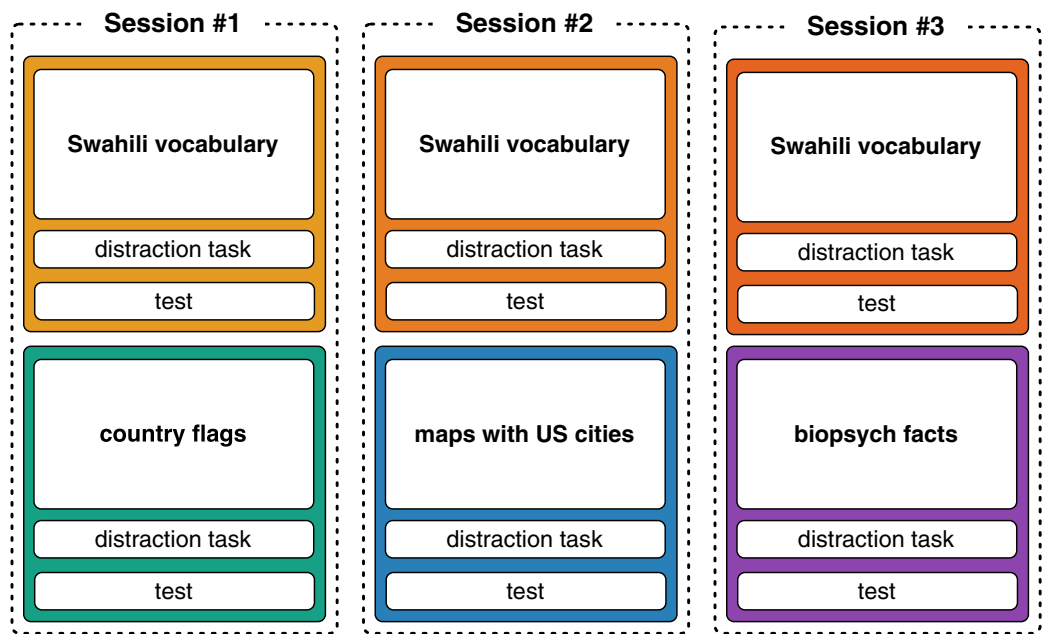 Session #1
Swahili vocabulary
distraction task
test
country flags
distraction task
test
Session #2
Swahili vocabulary
distraction task
test
maps with US cities
distraction task
test
Session #3
Swahili vocabulary
distraction task
test
biopsych facts
distraction task
test